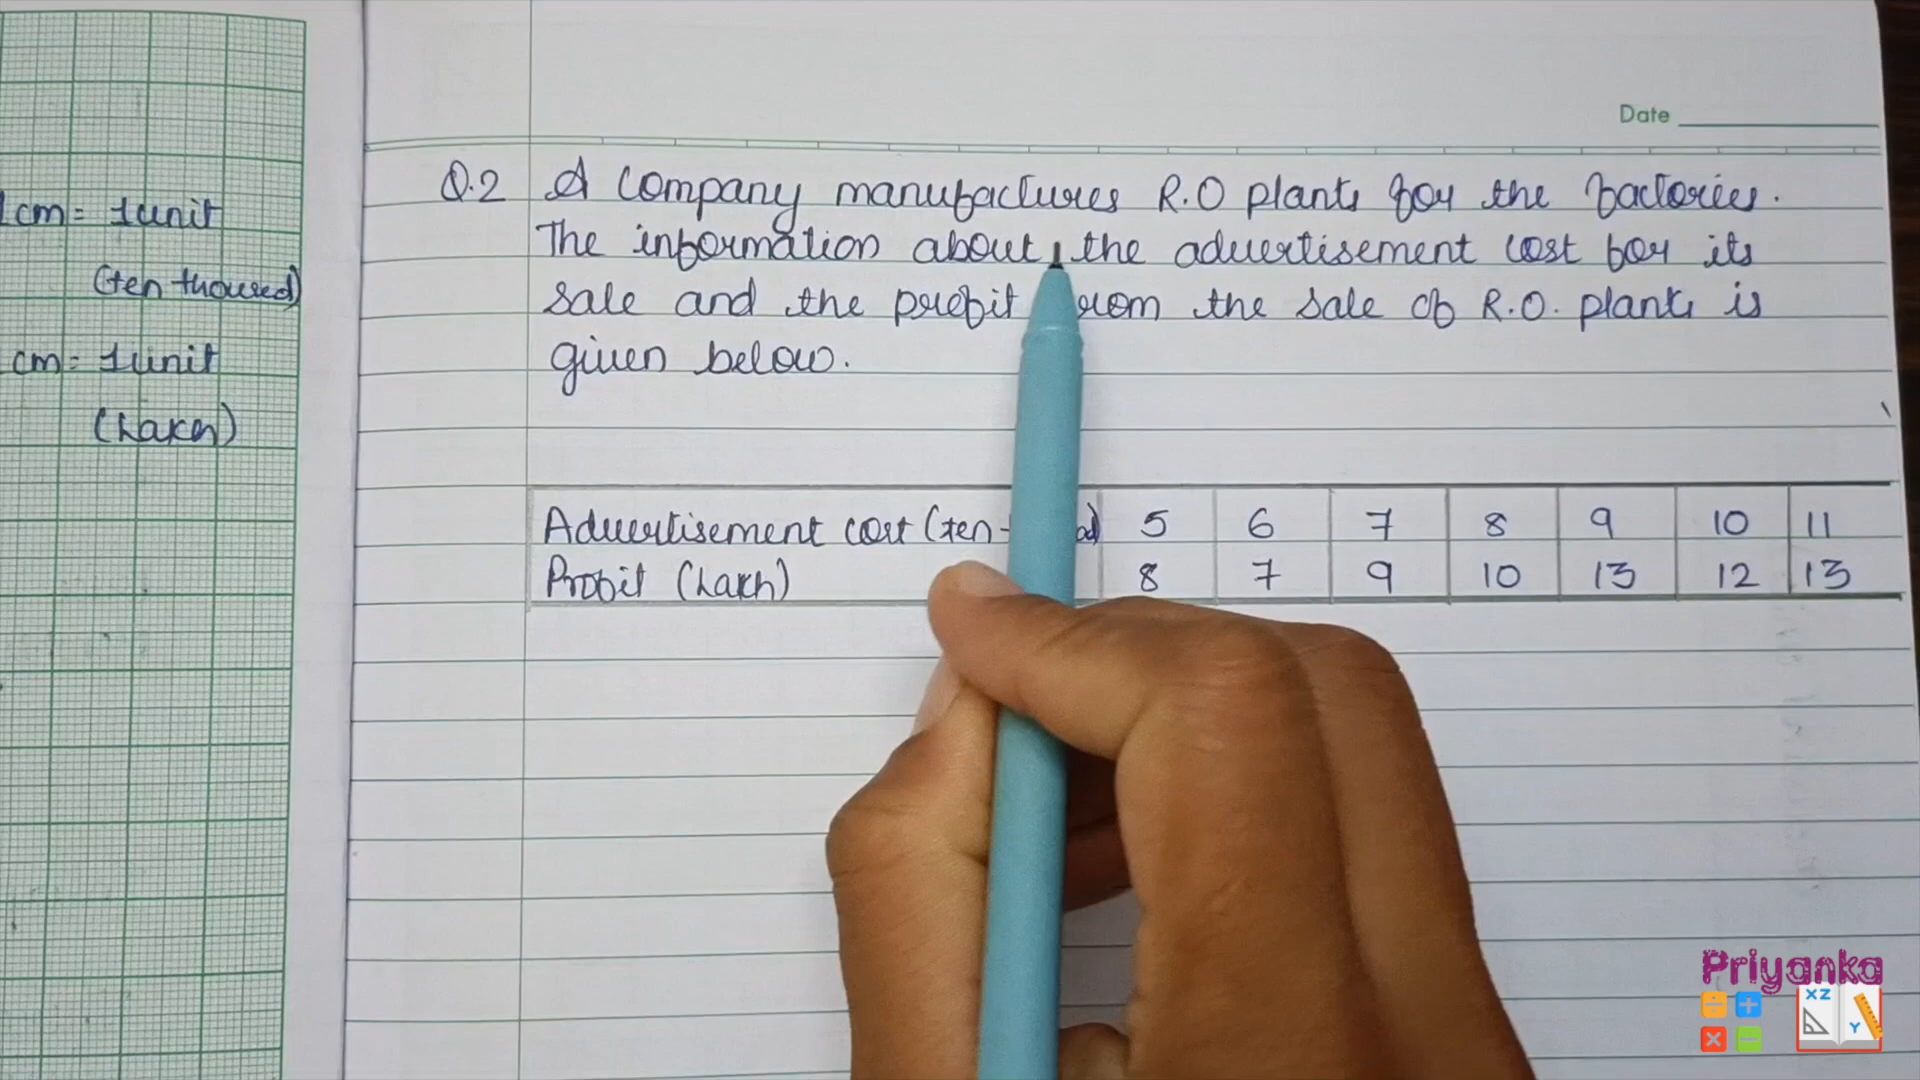 1cm = 1unit
(ten thoused)
cm = 1unit
(Lakh)
Date
Q.2 A company manufactures R.O plants for the factories.
The information about the advertisement cost for its
sale and the profit from the sale of R.O. plants is
given below.
Advertisement cost (ten- 5 6 7 8 9 10 11
Profit (Lakh) 8 7 9 10 13 12 13
Priyanka
XZ
Y